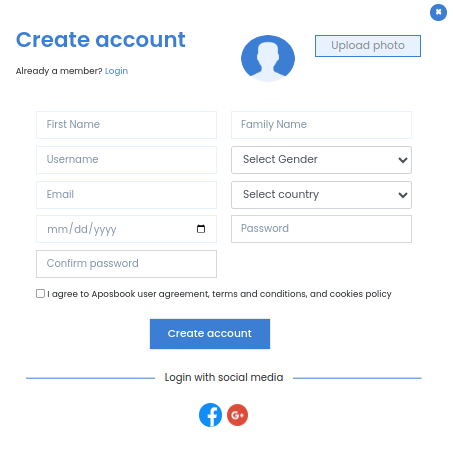 Create account
Upload photo
Already a member? Login
First Name
Family Name
Username
Select Gender
Email
Select country
mm/dd/yyyy
Password
Confirm password
I agree to Aposbook user agreement, terms and conditions, and cookies policy
Create account
Login with social media
G+